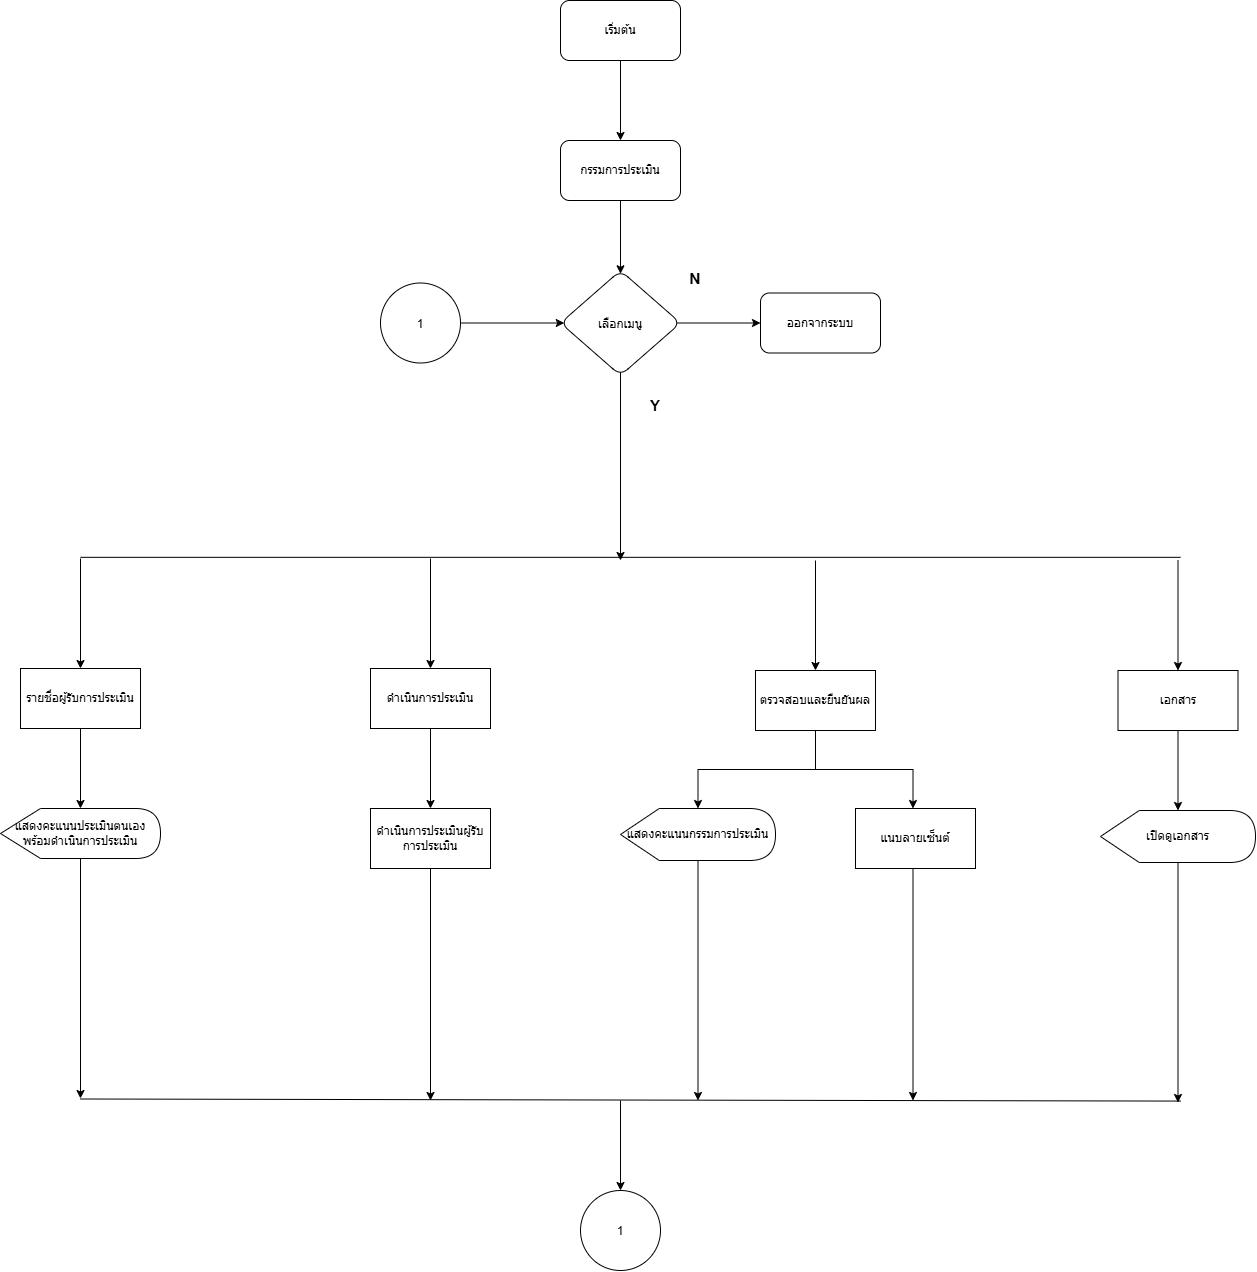 เริ่มต้น
กรรมการประเมิน
N
1
เลือกเมนู
ออกจากระบบ
Y
รายชื่อผู้รับการประเมิน
ดำเนินการประเมิน
ตรวจสอบและยืนยันผล
เอกสาร
แสดงคะแนนประเมินตนเอง
พร้อมดำเนินการประเมิน
ดำเนินการประเมินผู้รับ
การประเมิน
แสดงคะแนนกรรมการประเมิน
แนบลายเซ็นต์
เปิดดูเอกสาร
1